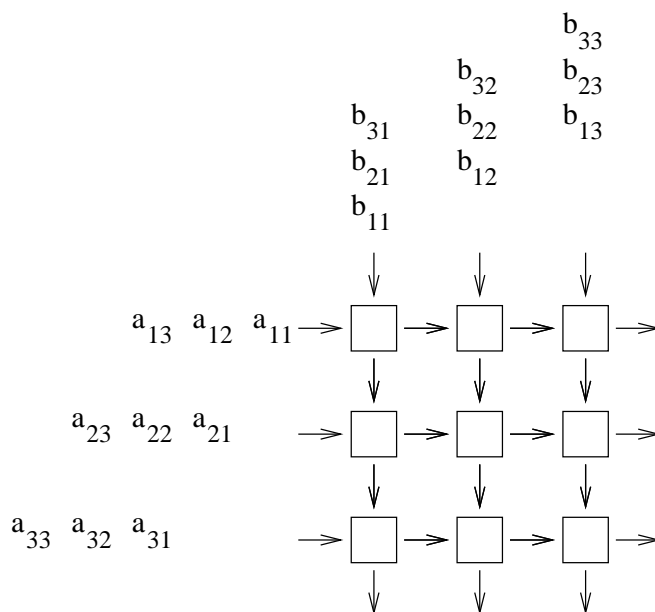 b₃₃
b₃₂ b₂₃
b₃₁ b₂₂ b₁₃
b₂₁ b₁₂
b₁₁
a₁₃ a₁₂ a₁₁
a₂₃ a₂₂ a₂₁
a₃₃ a₃₂ a₃₁